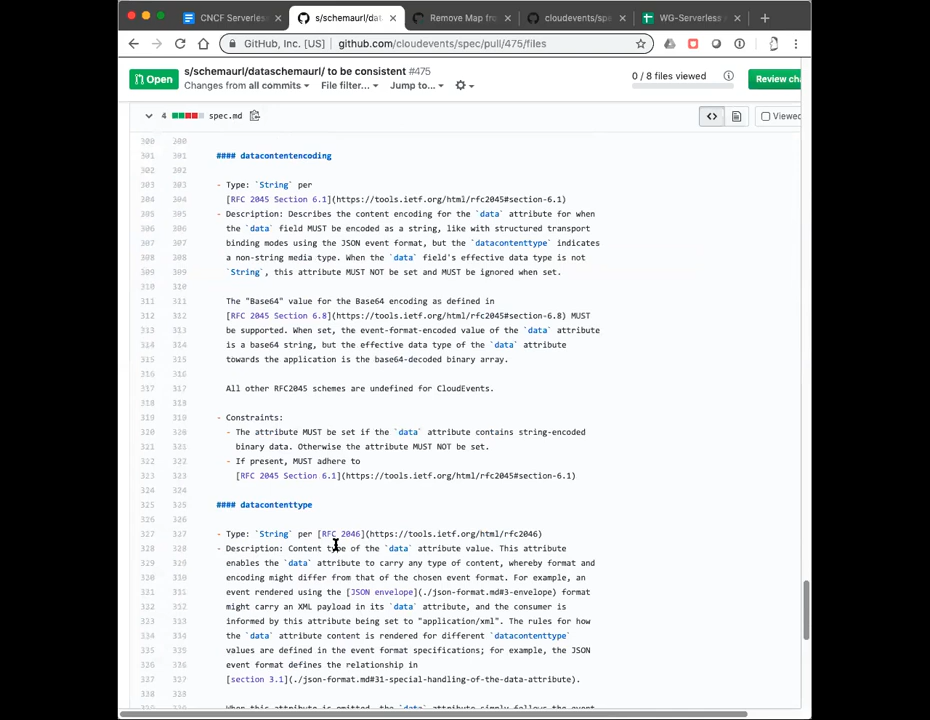 CNCF Serverless
s/schemaurl/dat
Remove Map fro
cloudevents/spe
WG-Serverless
GitHub, Inc. [US] | github.com/cloudevents/spec/pull/475/files
Open
s/schemaurl/dataschemaurl/ to be consistent #475
Changes from all commits
File filter...
Jump to...
0 / 8 files viewed
Review cha
4 spec.md
Viewed
300 300
301 301 #### datacontentencoding
302 302
303 303 - Type: `String` per
304 304 [RFC 2045 Section 6.1](https://tools.ietf.org/html/rfc2045#section-6.1)
305 305 - Description: Describes the content encoding for the `data` attribute for when
306 306 the `data` field MUST be encoded as a string, like with structured transport
307 307 binding modes using the JSON event format, but the `datacontenttype` indicates
308 308 a non-string media type. When the `data` field's effective data type is not
309 309 `String`, this attribute MUST NOT be set and MUST be ignored when set.
310 310
311 311 The "Base64" value for the Base64 encoding as defined in
312 312 [RFC 2045 Section 6.8](https://tools.ietf.org/html/rfc2045#section-6.8) MUST
313 313 be supported. When set, the event-format-encoded value of the `data` attribute
314 314 is a base64 string, but the effective data type of the `data` attribute
315 315 towards the application is the base64-decoded binary array.
316 316
317 317 All other RFC2045 schemes are undefined for CloudEvents.
318 318
319 319 - Constraints:
320 320 - The attribute MUST be set if the `data` attribute contains string-encoded
321 321 binary data. Otherwise the attribute MUST NOT be set.
322 322 - If present, MUST adhere to
323 323 [RFC 2045 Section 6.1](https://tools.ietf.org/html/rfc2045#section-6.1)
324 324
325 325 #### datacontenttype
326 326
327 327 - Type: `String` per [RFC 2046](https://tools.ietf.org/html/rfc2046)
328 328 - Description: Content type of the `data` attribute value. This attribute
329 329 enables the `data` attribute to carry any type of content, whereby format and
330 330 encoding might differ from that of the chosen event format. For example, an
331 331 event rendered using the [JSON envelope](./json-format.md#3-envelope) format
332 332 might carry an XML payload in its `data` attribute, and the consumer is
333 333 informed by this attribute being set to "application/xml". The rules for how
334 334 the `data` attribute content is rendered for different `datacontenttype`
335 335 values are defined in the event format specifications; for example, the JSON
336 336 event format defines the relationship in
337 337 [section 3.1](./json-format.md#31-special-handling-of-the-data-attribute).
338 338
When this attribute is omitted, the `data` attribute simply follows the event